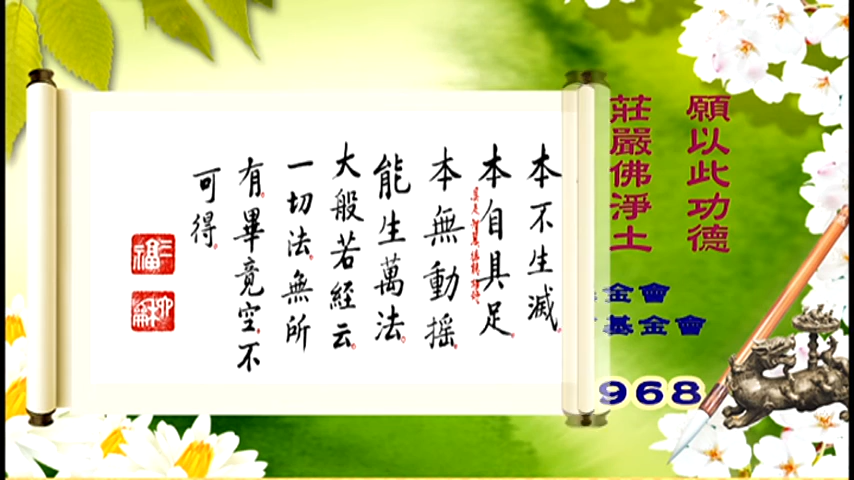 願以此功德
莊嚴佛淨土
金會
基金會
968
本不生滅。
本自具足。
本無動搖。
能生萬法。
大般若經云。
一切法。無所
有。畢竟空。不
可得。